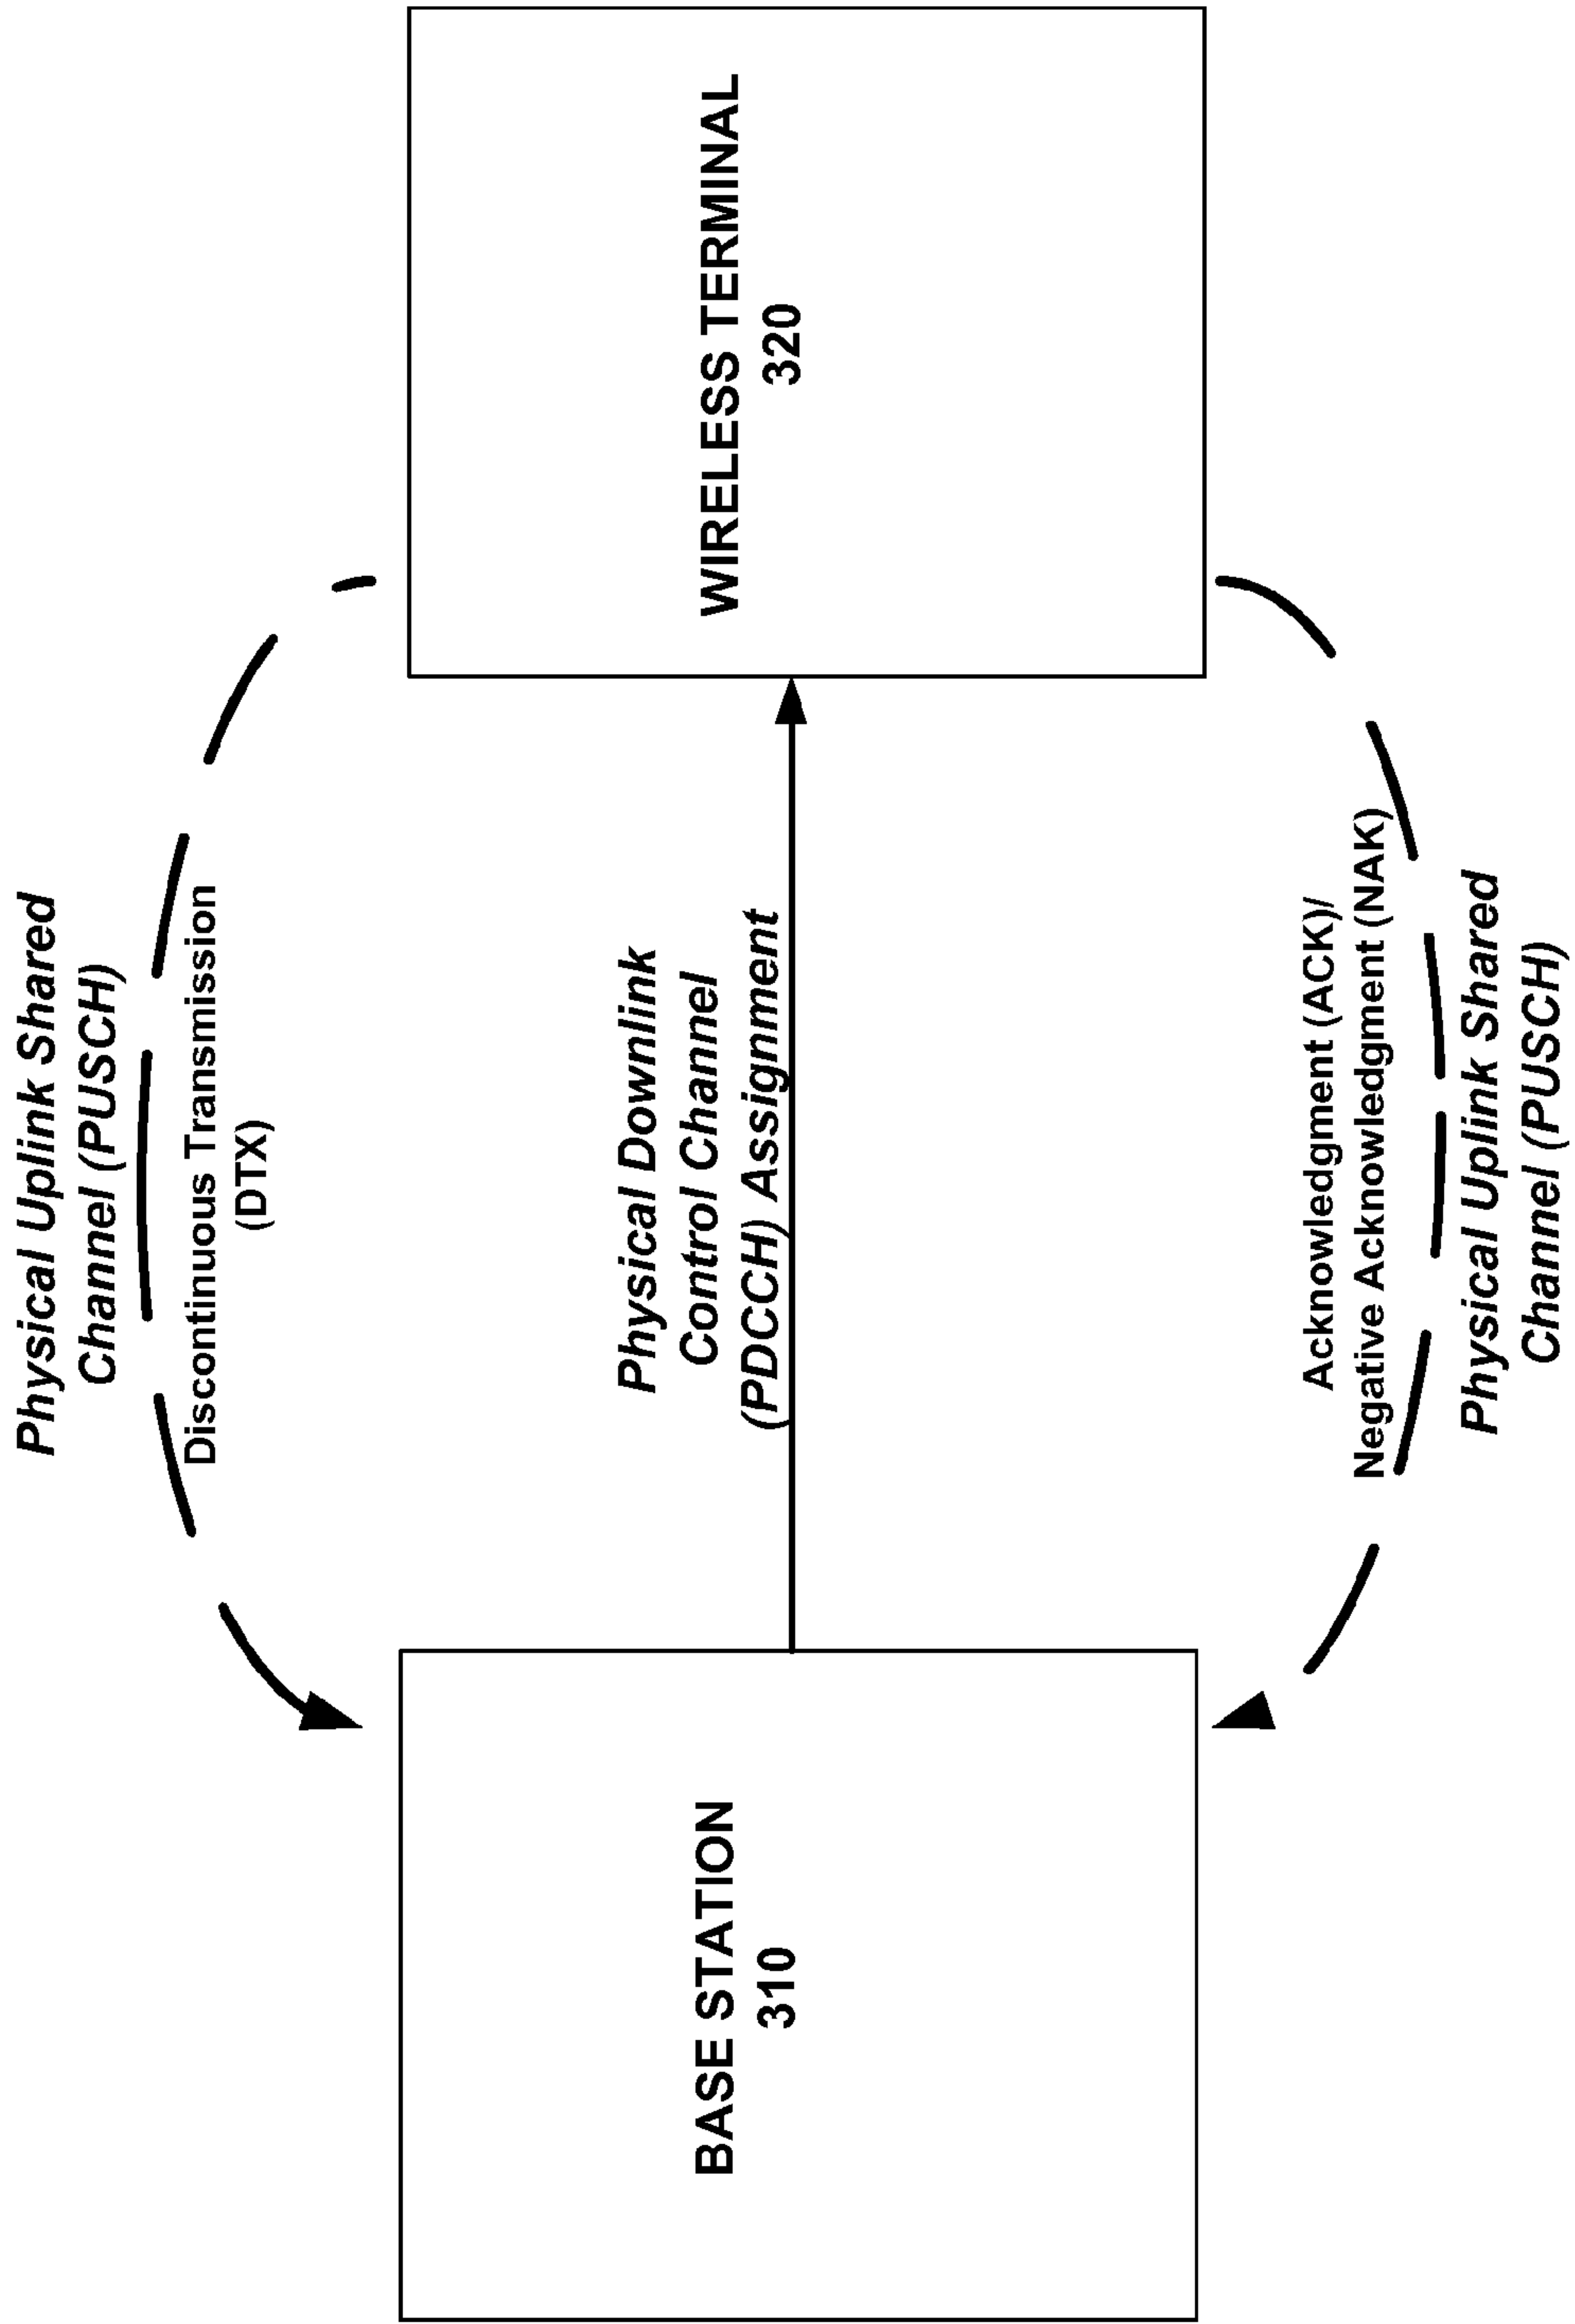 Physical Uplink Shared
Channel (PUSCH)
Discontinuous Transmission
(DTX)
BASE STATION
310
Physical Downlink
Control Channel
(PDCCH) Assignment
WIRELESS TERMINAL
320
Acknowledgment (ACK)/
Negative Acknowledgment (NAK)
Physical Uplink Shared
Channel (PUSCH)